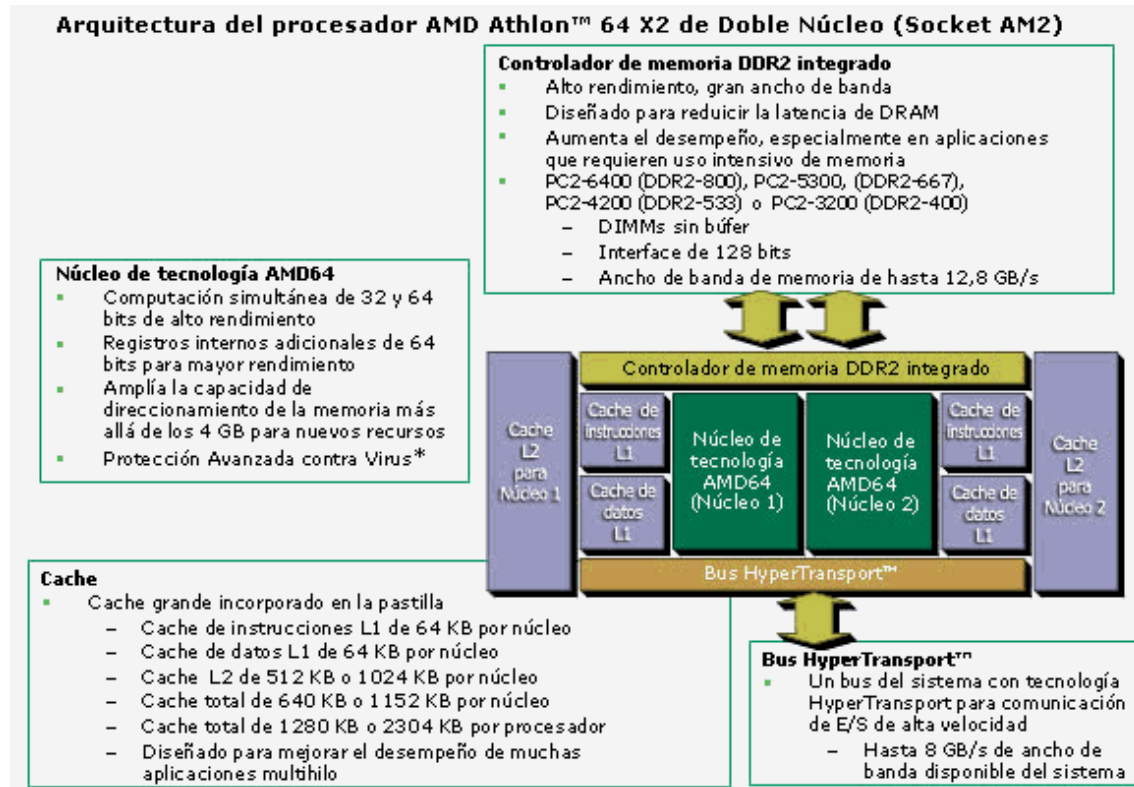 Arquitectura del procesador AMD Athlon™ 64 X2 de Doble Núcleo (Socket AM2)
Controlador de memoria DDR2 integrado
▪ Alto rendimiento, gran ancho de banda
▪ Diseñado para reduicir la latencia de DRAM
▪ Aumenta el desempeño, especialmente en aplicaciones
que requieren uso intensivo de memoria
▪ PC2-6400 (DDR2-800), PC2-5300, (DDR2-667),
PC2-4200 (DDR2-533) o PC2-3200 (DDR2-400)
– DIMMs sin búfer
– Interface de 128 bits
– Ancho de banda de memoria de hasta 12,8 GB/s
Núcleo de tecnología AMD64
▪ Computación simultánea de 32 y 64
bits de alto rendimiento
▪ Registros internos adicionales de 64
bits para mayor rendimiento
▪ Amplía la capacidad de
direccionamiento de la memoria más
allá de los 4 GB para nuevos recursos
▪ Protección Avanzada contra Virus*
Controlador de memoria DDR2 integrado
Cache
L2
para
Núcleo 1
Cache de
instrucciones
L1
Cache de
datos
L1
Núcleo de
tecnología
AMD64
(Núcleo 1)
Núcleo de
tecnología
AMD64
(Núcleo 2)
Cache de
instrucciones
L1
Cache de
datos
L1
Cache
L2
para
Núcleo 2
Bus HyperTransport™
Cache
▪ Cache grande incorporado en la pastilla
– Cache de instrucciones L1 de 64 KB por núcleo
– Cache de datos L1 de 64 KB por núcleo
– Cache L2 de 512 KB o 1024 KB por núcleo
– Cache total de 640 KB o 1152 KB por núcleo
– Cache total de 1280 KB o 2304 KB por procesador
– Diseñado para mejorar el desempeño de muchas
aplicaciones multihilo
Bus HyperTransport™
▪ Un bus del sistema con tecnología
HyperTransport para comunicación
de E/S de alta velocidad
– Hasta 8 GB/s de ancho de
banda disponible del sistema